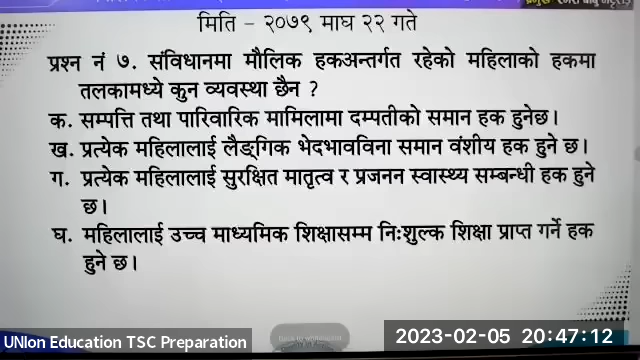 मिति – २०७९ माघ २२ गते
प्रश्न नं ७. संविधानमा मौलिक हकअन्तर्गत रहेको महिलाको हकमा
तलकामध्ये कुन व्यवस्था छैन ?
क. सम्पत्ति तथा पारिवारिक मामिलामा दम्पतीको समान हक हुनेछ।
ख. प्रत्येक महिलालाई लैङ्गिक भेदभावविना समान वंशीय हक हुने छ।
ग. प्रत्येक महिलालाई सुरक्षित मातृत्व र प्रजनन स्वास्थ्य सम्बन्धी हक हुने
छ।
घ. महिलालाई उच्च माध्यमिक शिक्षासम्म निःशुल्क शिक्षा प्राप्त गर्ने हक
हुने छ।
UNIon Education TSC Preparation
2023-02-05 20:47:12